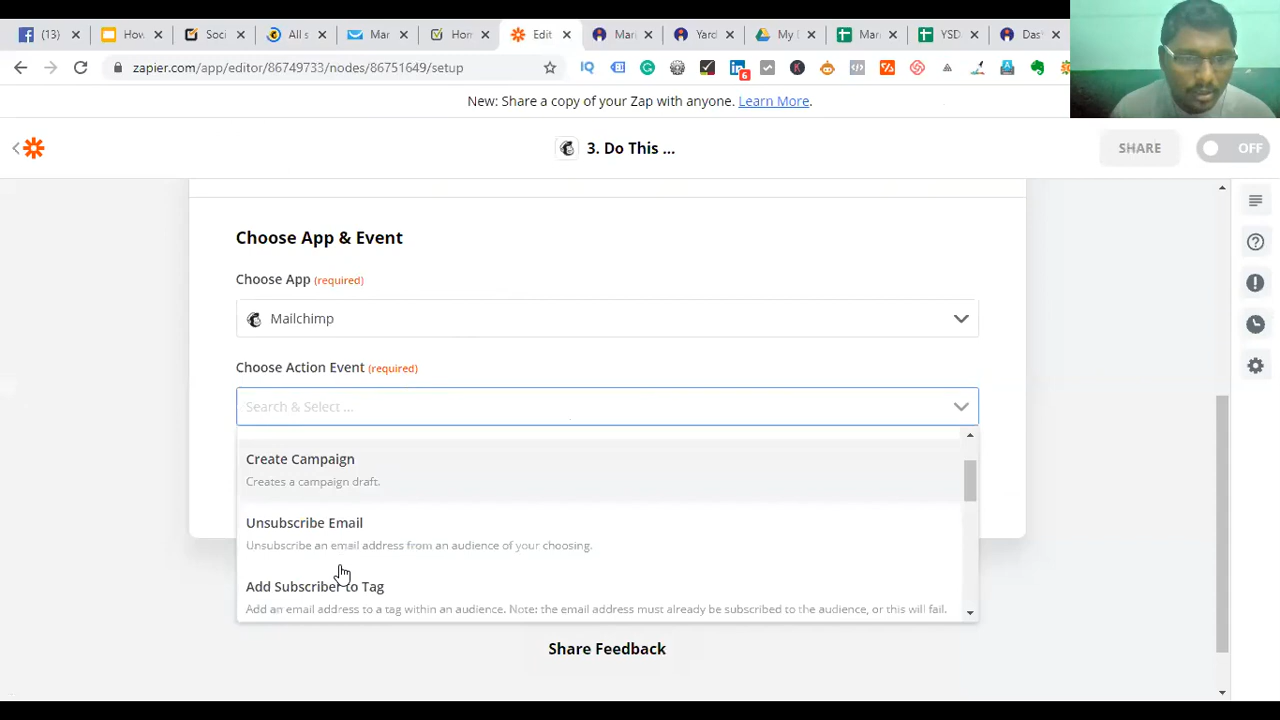 (13)
How
Soci
All s
Mar
Hom
Edit
Mari
Yard
My D
Mar
YSD
Das
zapier.com/app/editor/86749733/nodes/86751649/setup
6
New: Share a copy of your Zap with anyone. Learn More.
3. Do This ...
SHARE
OFF
Choose App & Event
Choose App (required)
Mailchimp
Choose Action Event (required)
Search & Select ...
Create Campaign
Creates a campaign draft.
Unsubscribe Email
Unsubscribe an email address from an audience of your choosing.
Add Subscriber to Tag
Add an email address to a tag within an audience. Note: the email address must already be subscribed to the audience, or this will fail.
Share Feedback